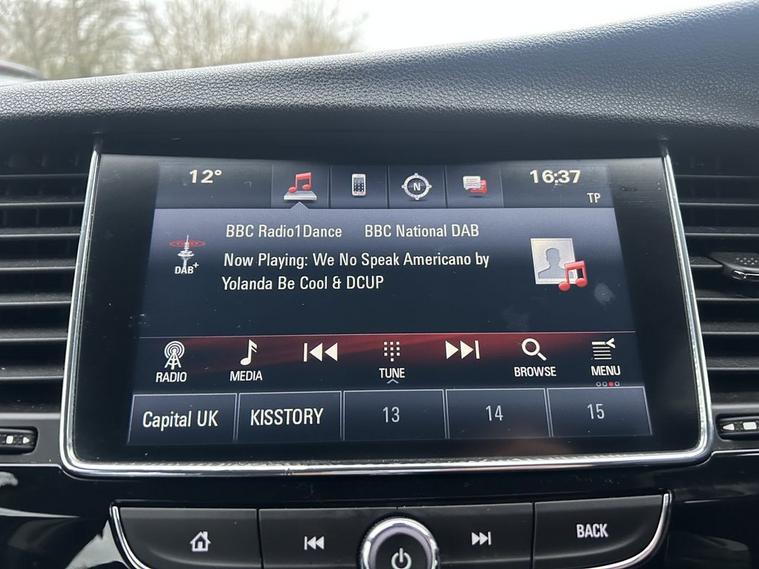 12° 16:37
TP
BBC Radio1Dance BBC National DAB
DAB+
Now Playing: We No Speak Americano by
Yolanda Be Cool & DCUP
N
RADIO MEDIA TUNE BROWSE MENU
Capital UK KISSTORY 13 14 15
BACK